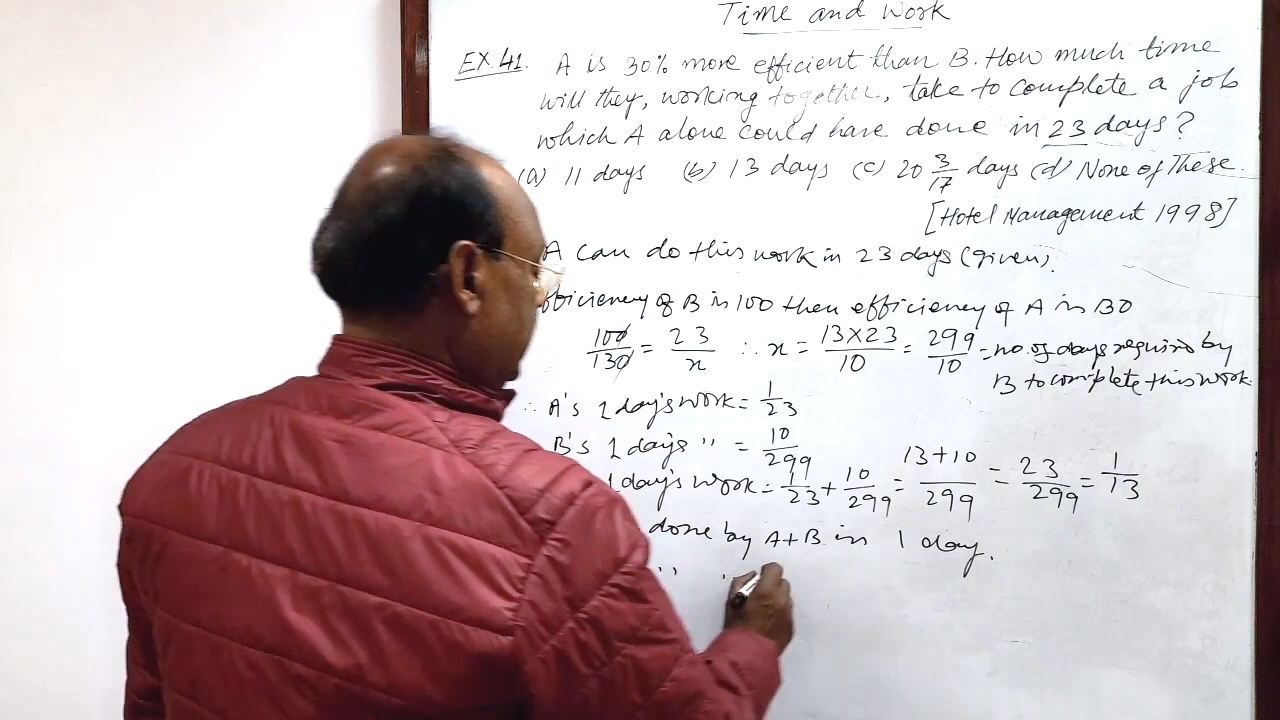 Time and Work
EX.41. A is 30% more efficient than B. How much time
will they, working together, take to complete a job
which A alone could have done in 23 days?
(a) 11 days (b) 13 days (c) 20 3/17 days (d) None of These.
[Hotel Management 1998]
A can do this work in 23 days (given).
fficiency of B is 100 then efficiency of A is 130
100/130 = 23/x ∴ x = 13×23/10 = 299/10 = no. of days required by
B to complete this work
∴ A's 1 day's work = 1/23
B's 1 day's " = 10/299
1 day's work = 1/23 + 10/299 = 13+10/299 = 23/299 = 1/13
done by A+B in 1 day.
" "